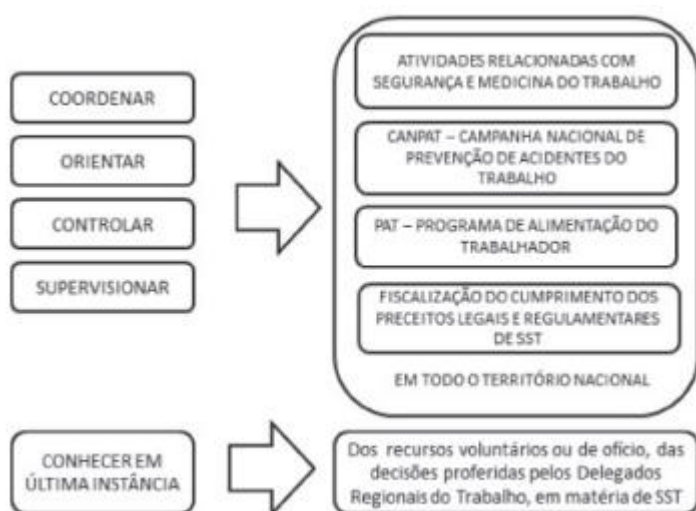 COORDENAR
ORIENTAR
CONTROLAR
SUPERVISIONAR
ATIVIDADES RELACIONADAS COM
SEGURANÇA E MEDICINA DO TRABALHO
CANPAT – CAMPANHA NACIONAL DE
PREVENÇÃO DE ACIDENTES DO
TRABALHO
PAT – PROGRAMA DE ALIMENTAÇÃO DO
TRABALHADOR
FISCALIZAÇÃO DO CUMPRIMENTO DOS
PRECEITOS LEGAIS E REGULAMENTARES
DE SST
EM TODO O TERRITÓRIO NACIONAL
CONHECER EM
ÚLTIMA INSTÂNCIA
Dos recursos voluntários ou de ofício, das
decisões proferidas pelos Delegados
Regionais do Trabalho, em matéria de SST